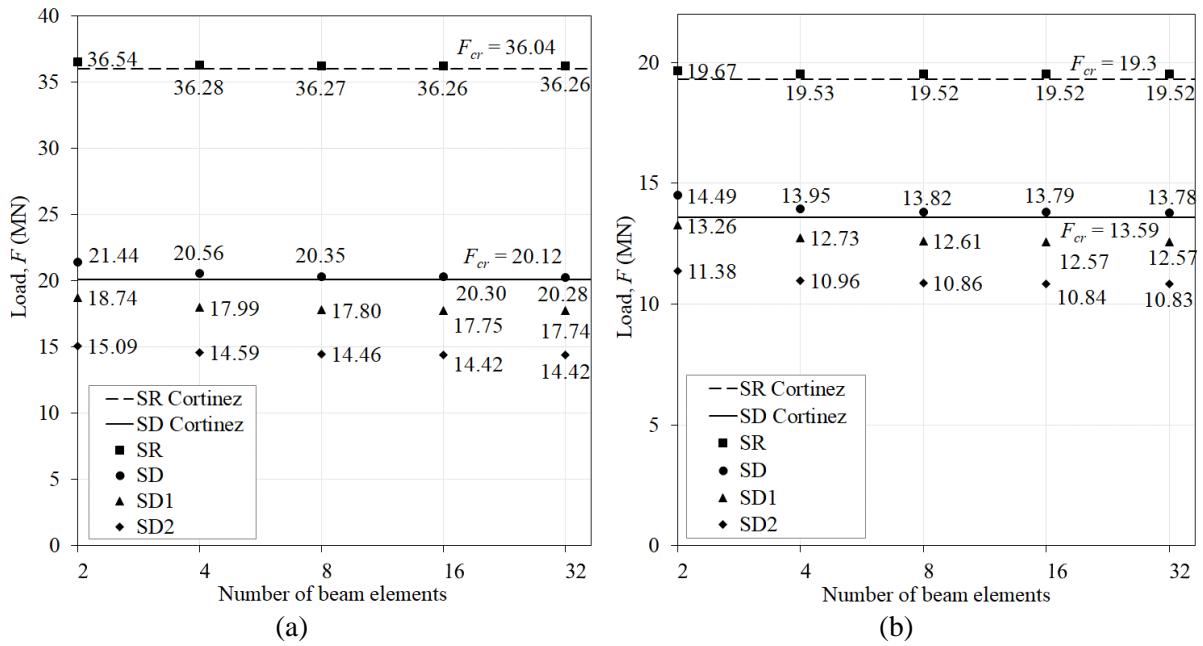 40
35
30
25
20
15
10
5
0
Load, F (MN)
36.54
F_cr = 36.04
36.28
36.27
36.26
36.26
21.44
20.56
20.35
F_cr = 20.12
20.30
20.28
18.74
17.99
17.80
17.75
17.74
15.09
14.59
14.46
14.42
14.42
SR Cortinez
SD Cortinez
SR
SD
SD1
SD2
2 4 8 16 32
Number of beam elements
(a)
20
15
10
5
0
Load, F (MN)
19.67
F_cr = 19.3
19.53
19.52
19.52
19.52
14.49
13.95
13.82
13.79
13.78
F_cr = 13.59
13.26
12.73
12.61
12.57
12.57
11.38
10.96
10.86
10.84
10.83
SR Cortinez
SD Cortinez
SR
SD
SD1
SD2
2 4 8 16 32
Number of beam elements
(b)